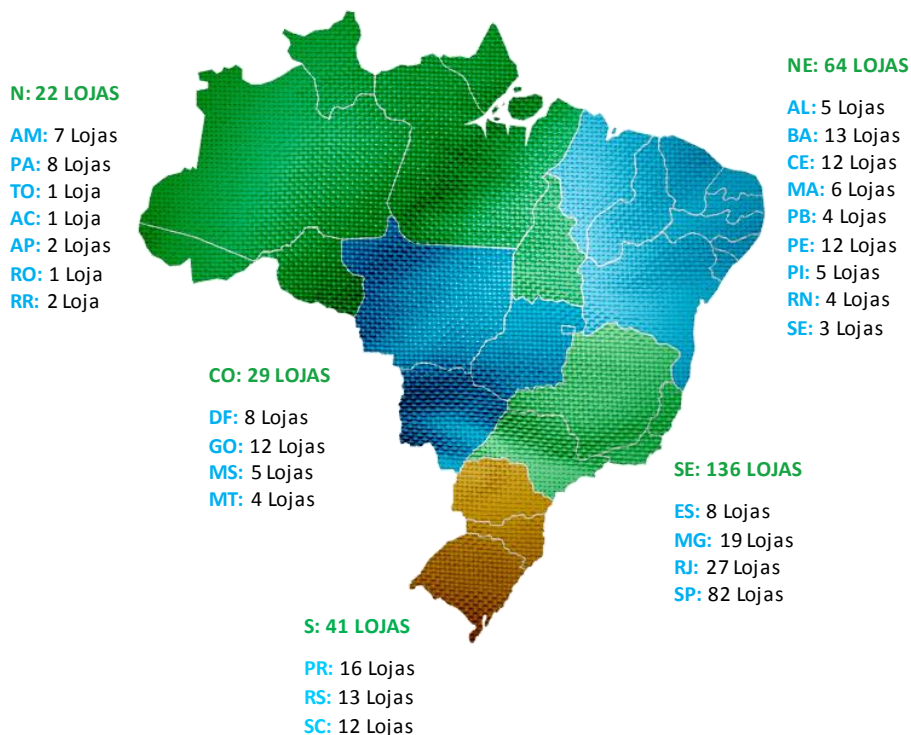 N: 22 LOJAS
AM: 7 Lojas
PA: 8 Lojas
TO: 1 Loja
AC: 1 Loja
AP: 2 Lojas
RO: 1 Loja
RR: 2 Loja
NE: 64 LOJAS
AL: 5 Lojas
BA: 13 Lojas
CE: 12 Lojas
MA: 6 Lojas
PB: 4 Lojas
PE: 12 Lojas
PI: 5 Lojas
RN: 4 Lojas
SE: 3 Lojas
CO: 29 LOJAS
DF: 8 Lojas
GO: 12 Lojas
MS: 5 Lojas
MT: 4 Lojas
SE: 136 LOJAS
ES: 8 Lojas
MG: 19 Lojas
RJ: 27 Lojas
SP: 82 Lojas
S: 41 LOJAS
PR: 16 Lojas
RS: 13 Lojas
SC: 12 Lojas